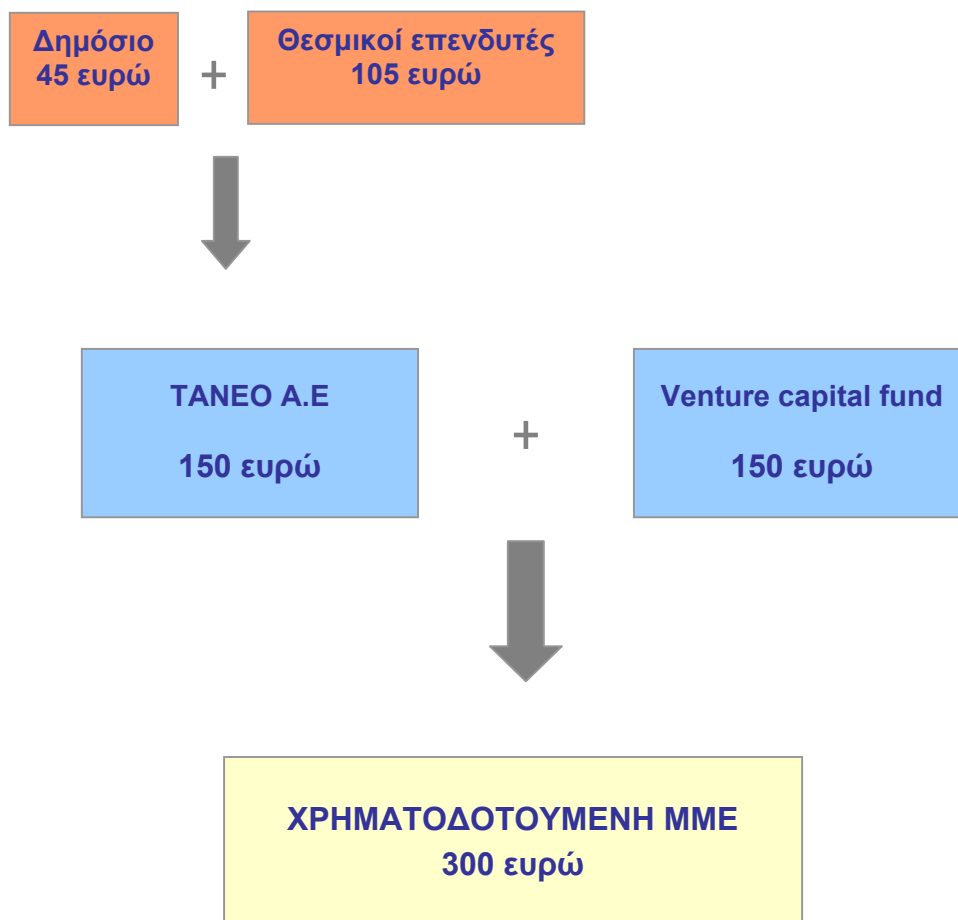 Δημόσιο
45 ευρώ
+
Θεσμικοί επενδυτές
105 ευρώ
ΤΑΝΕΟ Α.Ε
150 ευρώ
+
Venture capital fund
150 ευρώ
ΧΡΗΜΑΤΟΔΟΤΟΥΜΕΝΗ ΜΜΕ
300 ευρώ